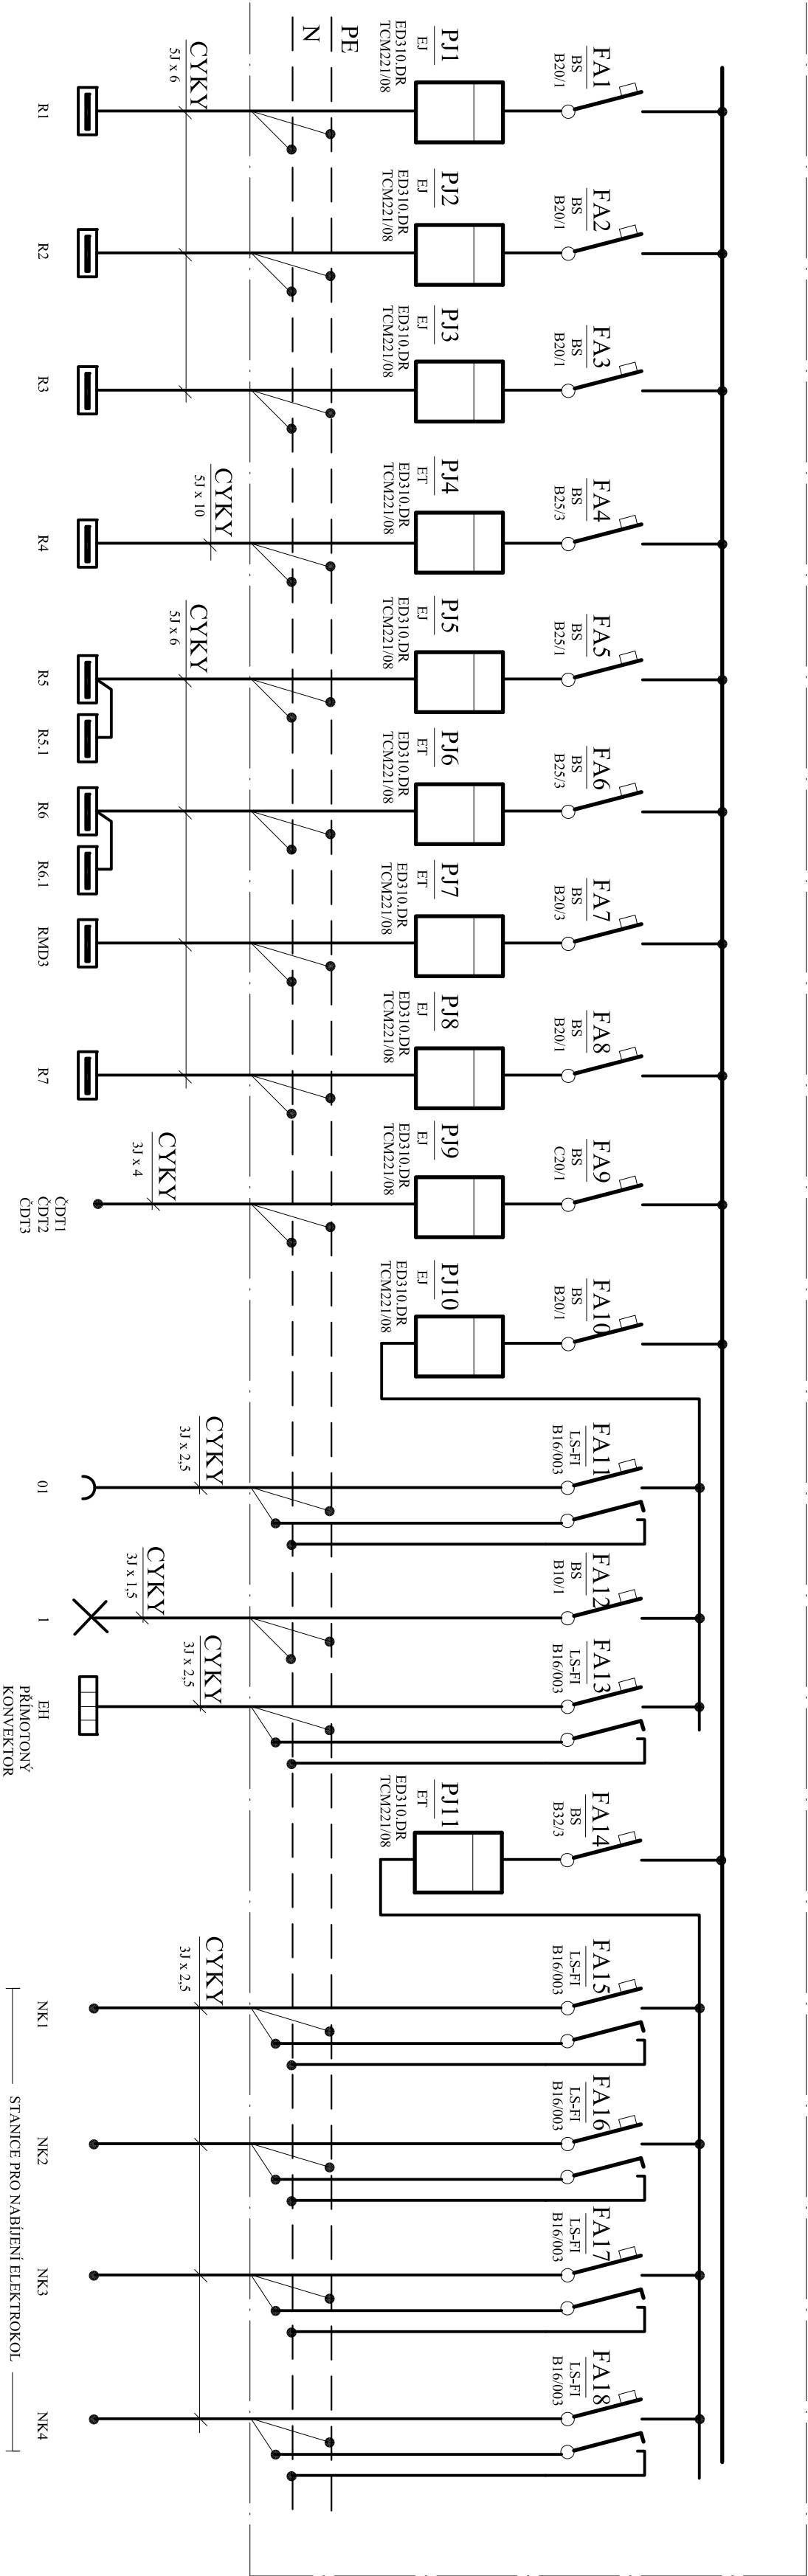 FA1
BS
B20/1
FA2
BS
B20/1
FA3
BS
B20/1
FA4
BS
B25/3
FA5
BS
B25/1
FA6
BS
B25/3
FA7
BS
B20/3
FA8
BS
B20/1
FA9
BS
C20/1
FA10
BS
B20/1
FA11
LS-FI
B16/003
FA12
BS
B10/1
FA13
LS-FI
B16/003
FA14
BS
B32/3
FA15
LS-FI
B16/003
FA16
LS-FI
B16/003
FA17
LS-FI
B16/003
FA18
LS-FI
B16/003
PJ1
EJ
ED310.DR
TCM221/08
PJ2
EJ
ED310.DR
TCM221/08
PJ3
EJ
ED310.DR
TCM221/08
PJ4
ET
ED310.DR
TCM221/08
PJ5
EJ
ED310.DR
TCM221/08
PJ6
ET
ED310.DR
TCM221/08
PJ7
ET
ED310.DR
TCM221/08
PJ8
EJ
ED310.DR
TCM221/08
PJ9
EJ
ED310.DR
TCM221/08
PJ10
EJ
ED310.DR
TCM221/08
PJ11
ET
ED310.DR
TCM221/08
PE
N
CYKY
5J x 6
CYKY
5J x 10
CYKY
5J x 6
CYKY
3J x 4
CYKY
3J x 2,5
CYKY
3J x 1,5
CYKY
3J x 2,5
CYKY
3J x 2,5
R1
R2
R3
R4
R5
R5.1
R6
R6.1
RMD3
R7
ČDT1
ČDT2
ČDT3
01
1
EH
PŘÍMOTONÝ
KONVEKTOR
NK1
NK2
NK3
NK4
STANICE PRO NABÍJENÍ ELEKTROKOL